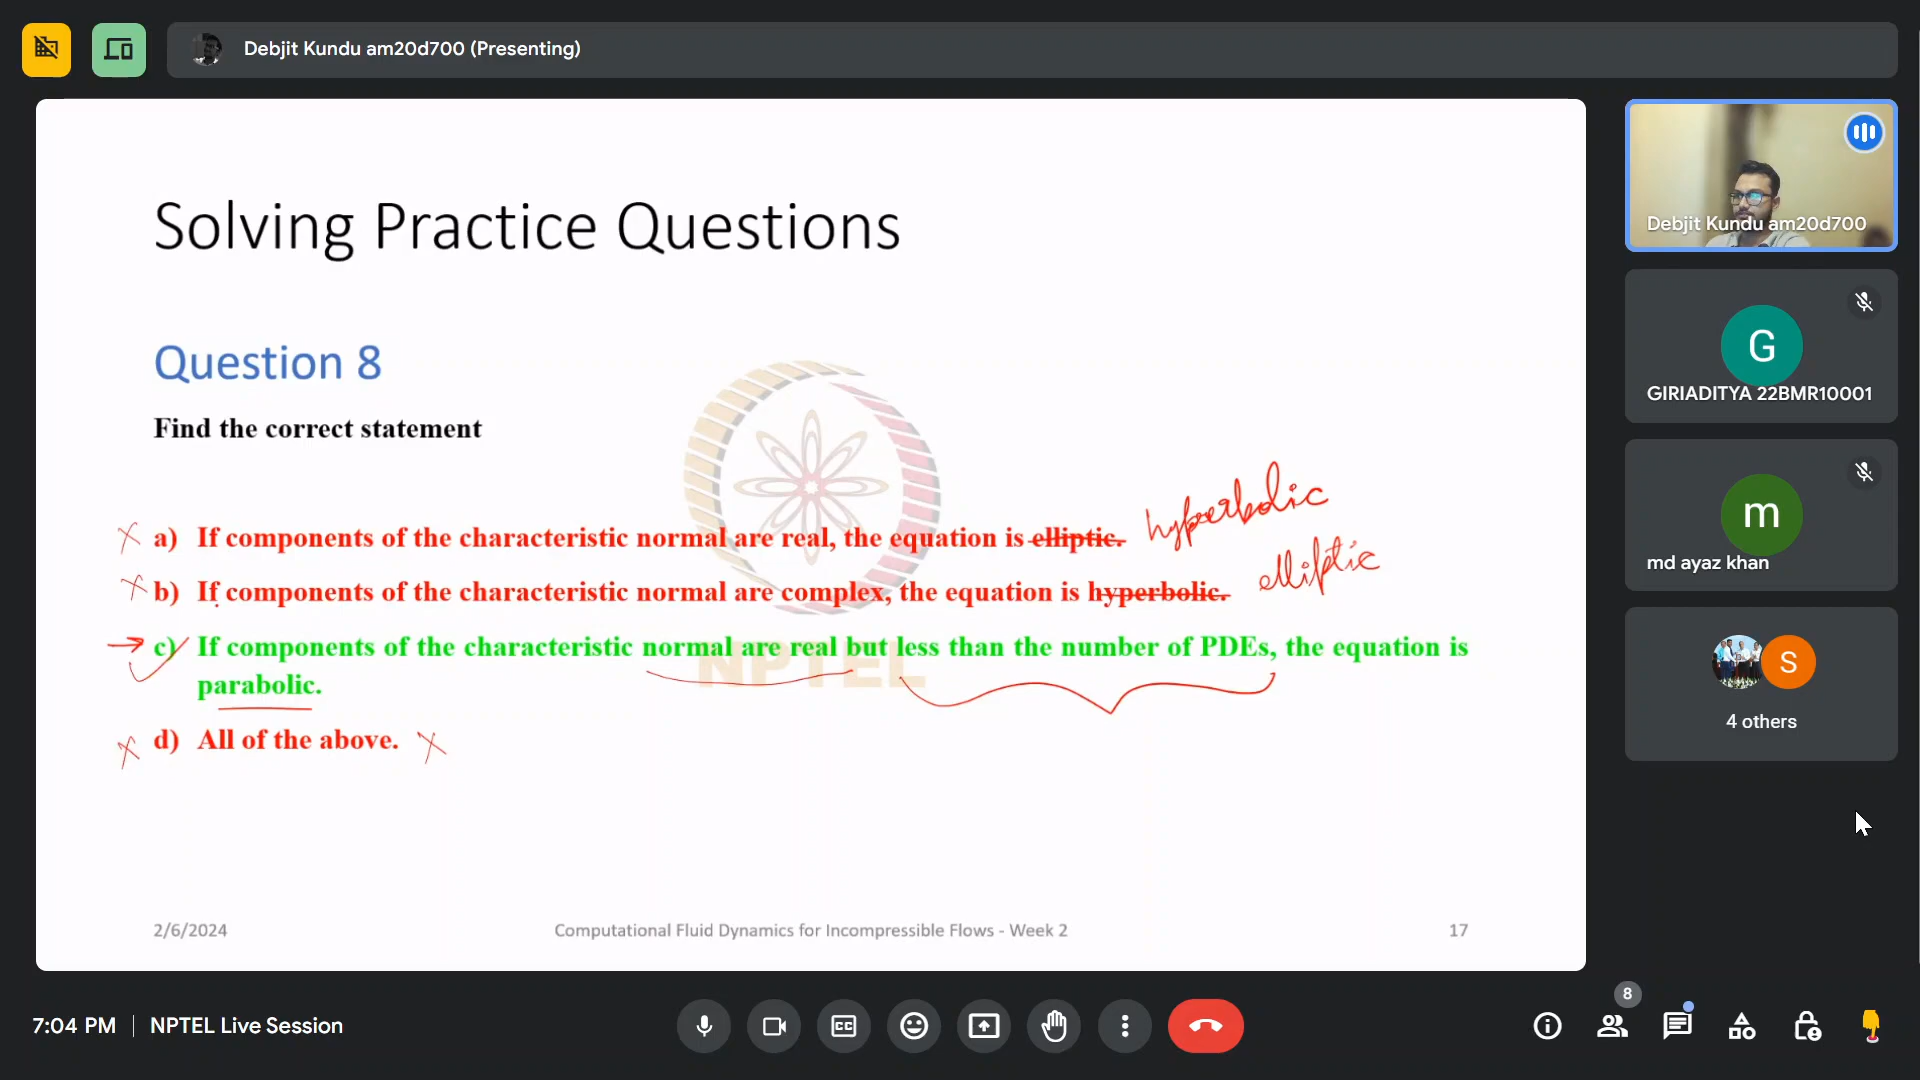 Debjit Kundu am20d700 (Presenting)
Solving Practice Questions
Question 8
Find the correct statement
hyperbolic
a) If components of the characteristic normal are real, the equation is elliptic.
elliptic
b) If components of the characteristic normal are complex, the equation is hyperbolic.
c) If components of the characteristic normal are real but less than the number of PDEs, the equation is
parabolic.
d) All of the above.
NPTEL
2/6/2024
Computational Fluid Dynamics for Incompressible Flows - Week 2
17
Debjit Kundu am20d700
G
GIRIADITYA 22BMR10001
m
md ayaz khan
S
4 others
7:04 PM | NPTEL Live Session
CC
8